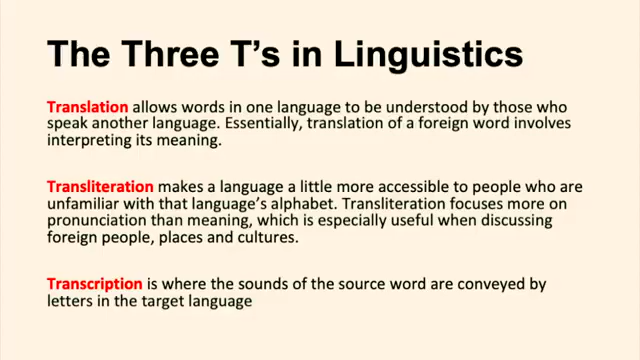 The Three T's in Linguistics
Translation allows words in one language to be understood by those who
speak another language. Essentially, translation of a foreign word involves
interpreting its meaning.
Transliteration makes a language a little more accessible to people who are
unfamiliar with that language's alphabet. Transliteration focuses more on
pronunciation than meaning, which is especially useful when discussing
foreign people, places and cultures.
Transcription is where the sounds of the source word are conveyed by
letters in the target language